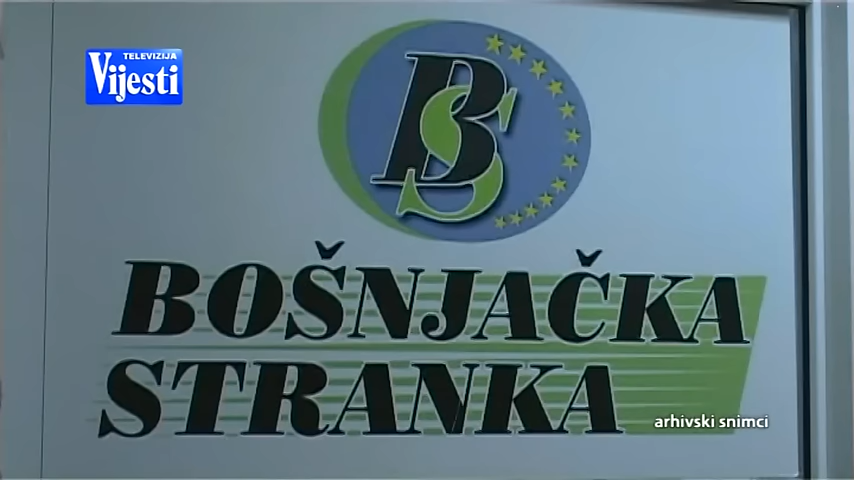 TELEVIZIJA
Vijesti
BS
BOŠNJAČKA
STRANKA
arhivski snimci